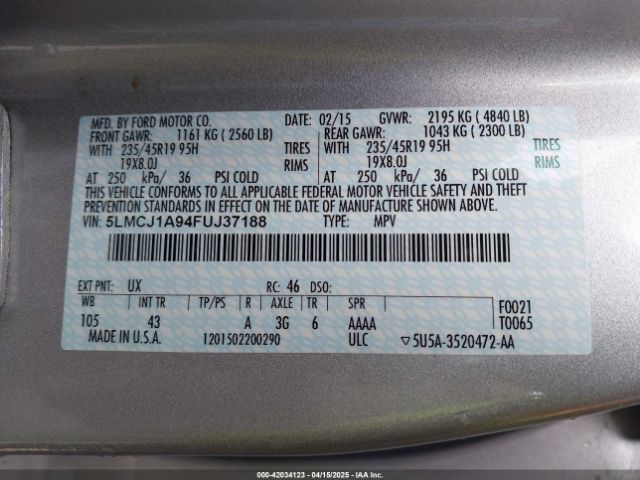 MFD. BY FORD MOTOR CO. 02/15 GVWR: 2195 KG ( 4840 LB)
FRONT GAWR: 1161 KG ( 2560 LB) REAR GAWR: 1043 KG ( 2300 LB)
WITH 235/45R19 95H TIRES WITH 235/45R19 95H TIRES
19X8.0J RIMS 19X8.0J RIMS
AT 250 kPa/ 36 PSI COLD AT 250 kPa/ 36 PSI COLD
THIS VEHICLE CONFORMS TO ALL APPLICABLE FEDERAL MOTOR VEHICLE SAFETY AND THEFT
PREVENTION STANDARDS IN EFFECT ON THE DATE OF MANUFACTURE SHOWN ABOVE.
VIN: 5LMCJ1A94FUJ37188 TYPE: MPV
EXT PNT: UX RC: 46 DSO:
WB INT TR TP/PS R AXLE TR SPR F0021
105 43 A 3G 6 AAAA T0065
MADE IN U.S.A. 1201502200290 ULC ▽5U5A-3520472-AA
000-42034123 04/15/2025 IAA Inc.